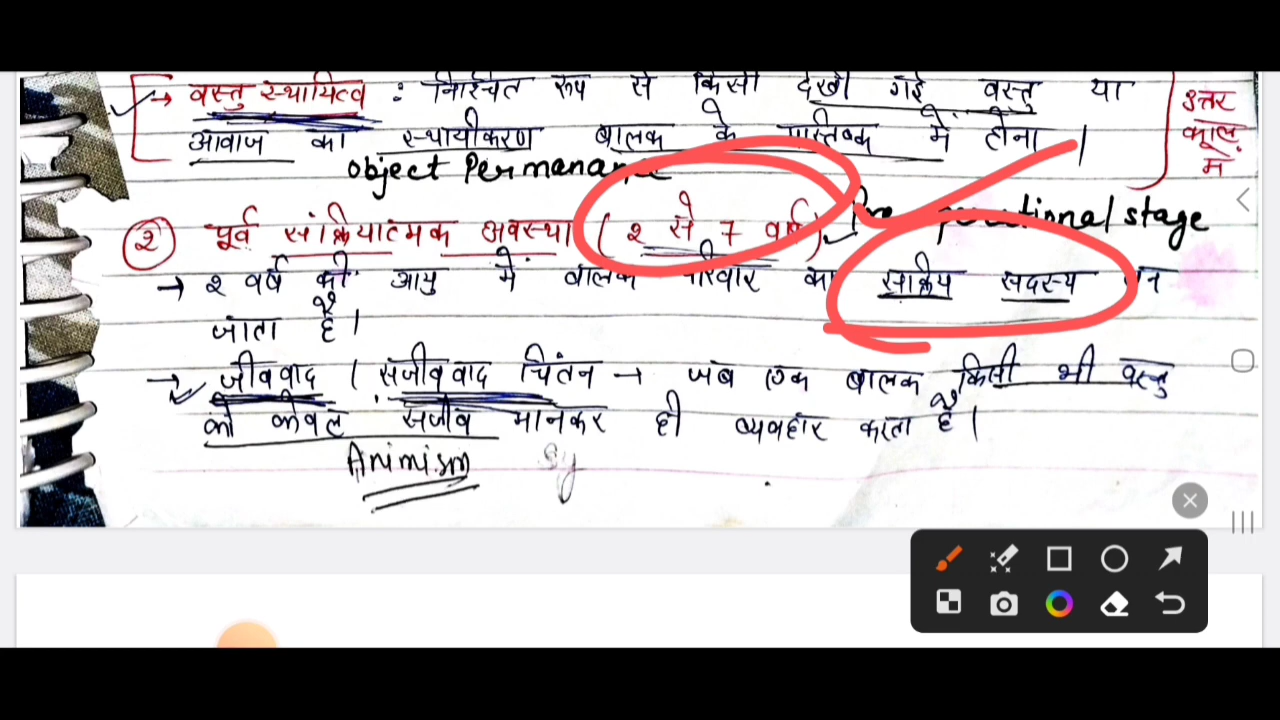 → वस्तु स्थायित्व : निश्चित रूप से किसी देखी गई वस्तु या
आवाज का स्थायीकरण बालक के मस्तिष्क में होना |
उत्तर
काल
में
object Permanance
② पूर्व संक्रियात्मक अवस्था ( 2 से 7 वर्ष) operational stage
→ 2 वर्ष की आयु में बालक परिवार का सक्रिय सदस्य बन
जाता है |
→ जीववाद / सजीववाद चिंतन → जब एक बालक किसी भी वस्तु
को केवल सजीव मानकर ही व्यवहार करता है |
Animism